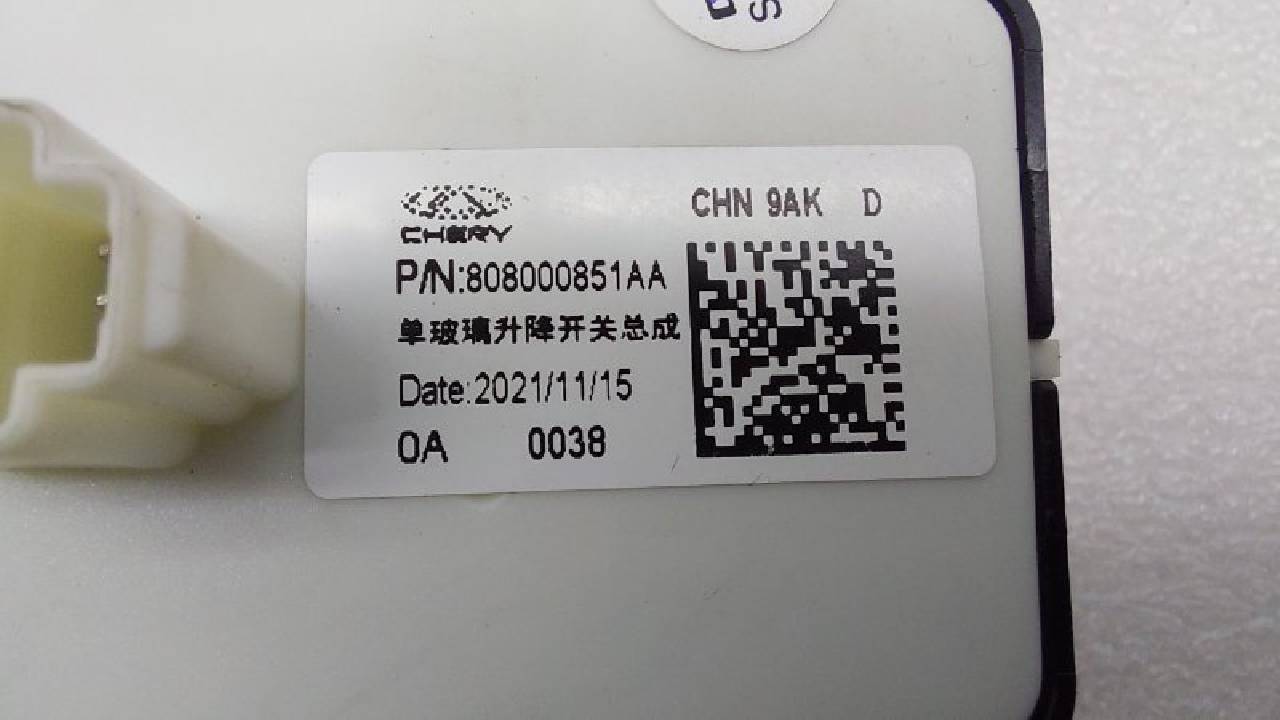 CHERY
CHN 9AK D
P/N:808000851AA
单玻璃升降开关总成
Date:2021/11/15
0A 0038